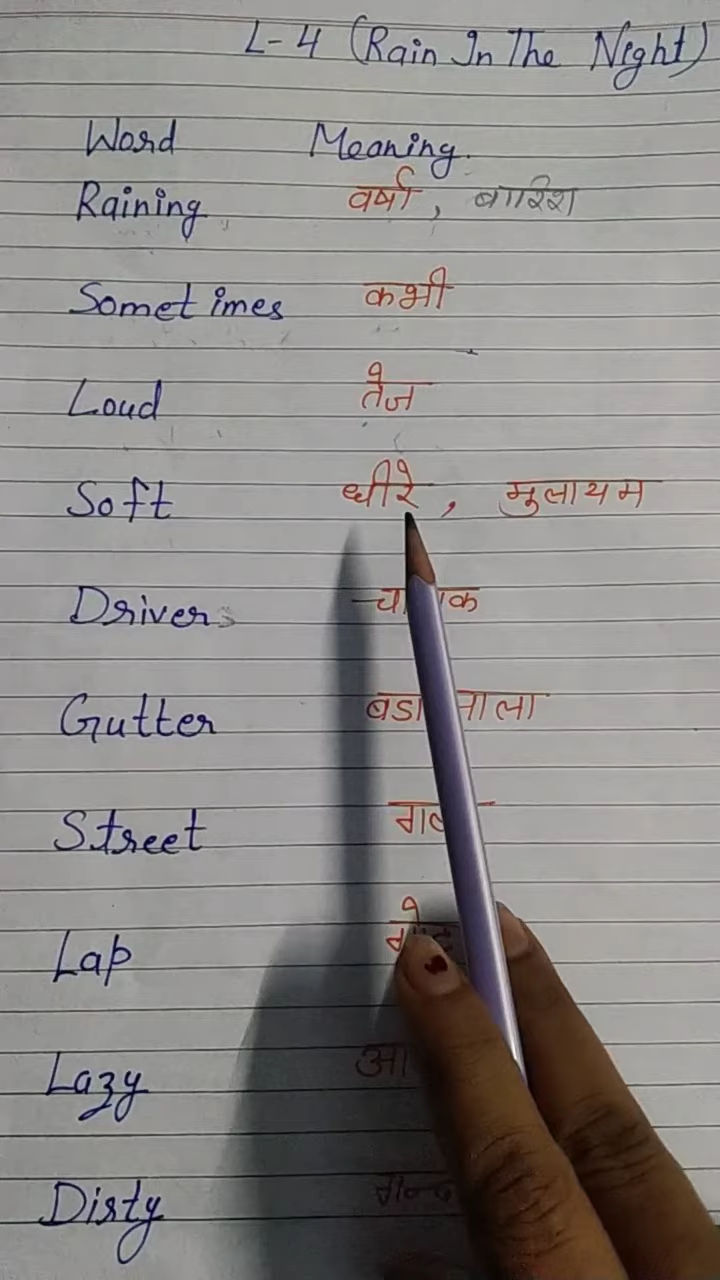 L-4 (Rain In The Night)
Word Meaning.
Raining वर्षा, बारिश
Sometimes कभी
Loud तेज
Soft धीरे, मुलायम
Driver
Gutter
Street
Lap
Lazy
Dirty